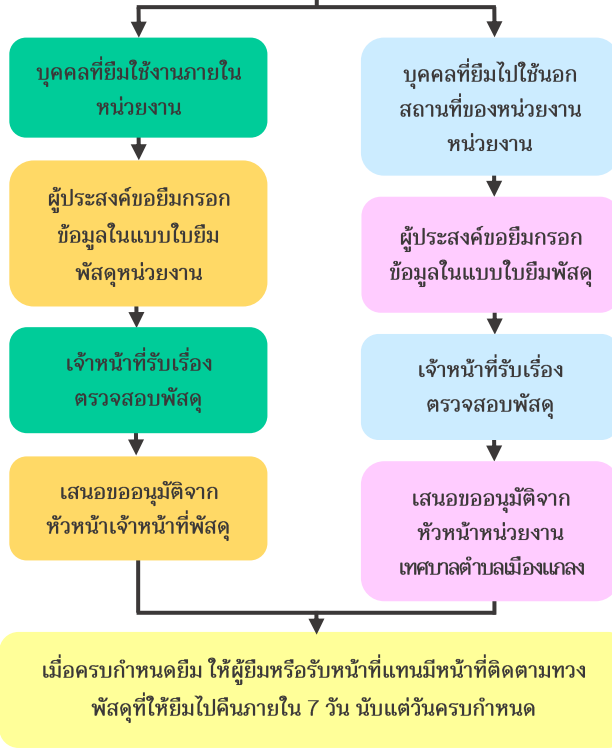 บุคคลที่ยืมใช้งานภายใน
หน่วยงาน
ผู้ประสงค์ขอยืมกรอก
ข้อมูลในแบบใบยืม
พัสดุหน่วยงาน
เจ้าหน้าที่รับเรื่อง
ตรวจสอบพัสดุ
เสนอขออนุมัติจาก
หัวหน้าเจ้าหน้าที่พัสดุ
บุคคลที่ยืมไปใช้นอก
สถานที่ของหน่วยงาน
หน่วยงาน
ผู้ประสงค์ขอยืมกรอก
ข้อมูลในแบบใบยืมพัสดุ
เจ้าหน้าที่รับเรื่อง
ตรวจสอบพัสดุ
เสนอขออนุมัติจาก
หัวหน้าหน่วยงาน
เทศบาลตำบลเมืองแกลง
เมื่อครบกำหนดยืม ให้ผู้ยืมหรือรับหน้าที่แทนมีหน้าที่ติดตามทวง
พัสดุที่ให้ยืมไปคืนภายใน 7 วัน นับแต่วันครบกำหนด